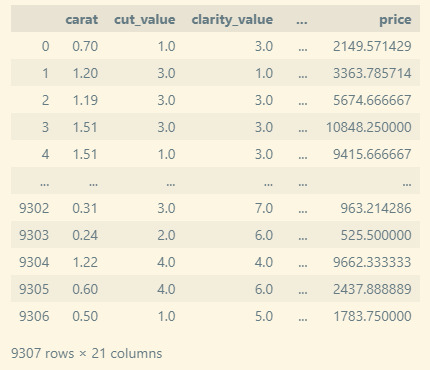 carat cut_value clarity_value ... price
0 0.70 1.0 3.0 ... 2149.571429
1 1.20 3.0 1.0 ... 3363.785714
2 1.19 3.0 3.0 ... 5674.666667
3 1.51 3.0 3.0 ... 10848.250000
4 1.51 1.0 3.0 ... 9415.666667
... ... ... ... ... ...
9302 0.31 3.0 7.0 ... 963.214286
9303 0.24 2.0 6.0 ... 525.500000
9304 1.22 4.0 4.0 ... 9662.333333
9305 0.60 4.0 6.0 ... 2437.888889
9306 0.50 1.0 5.0 ... 1783.750000
9307 rows × 21 columns